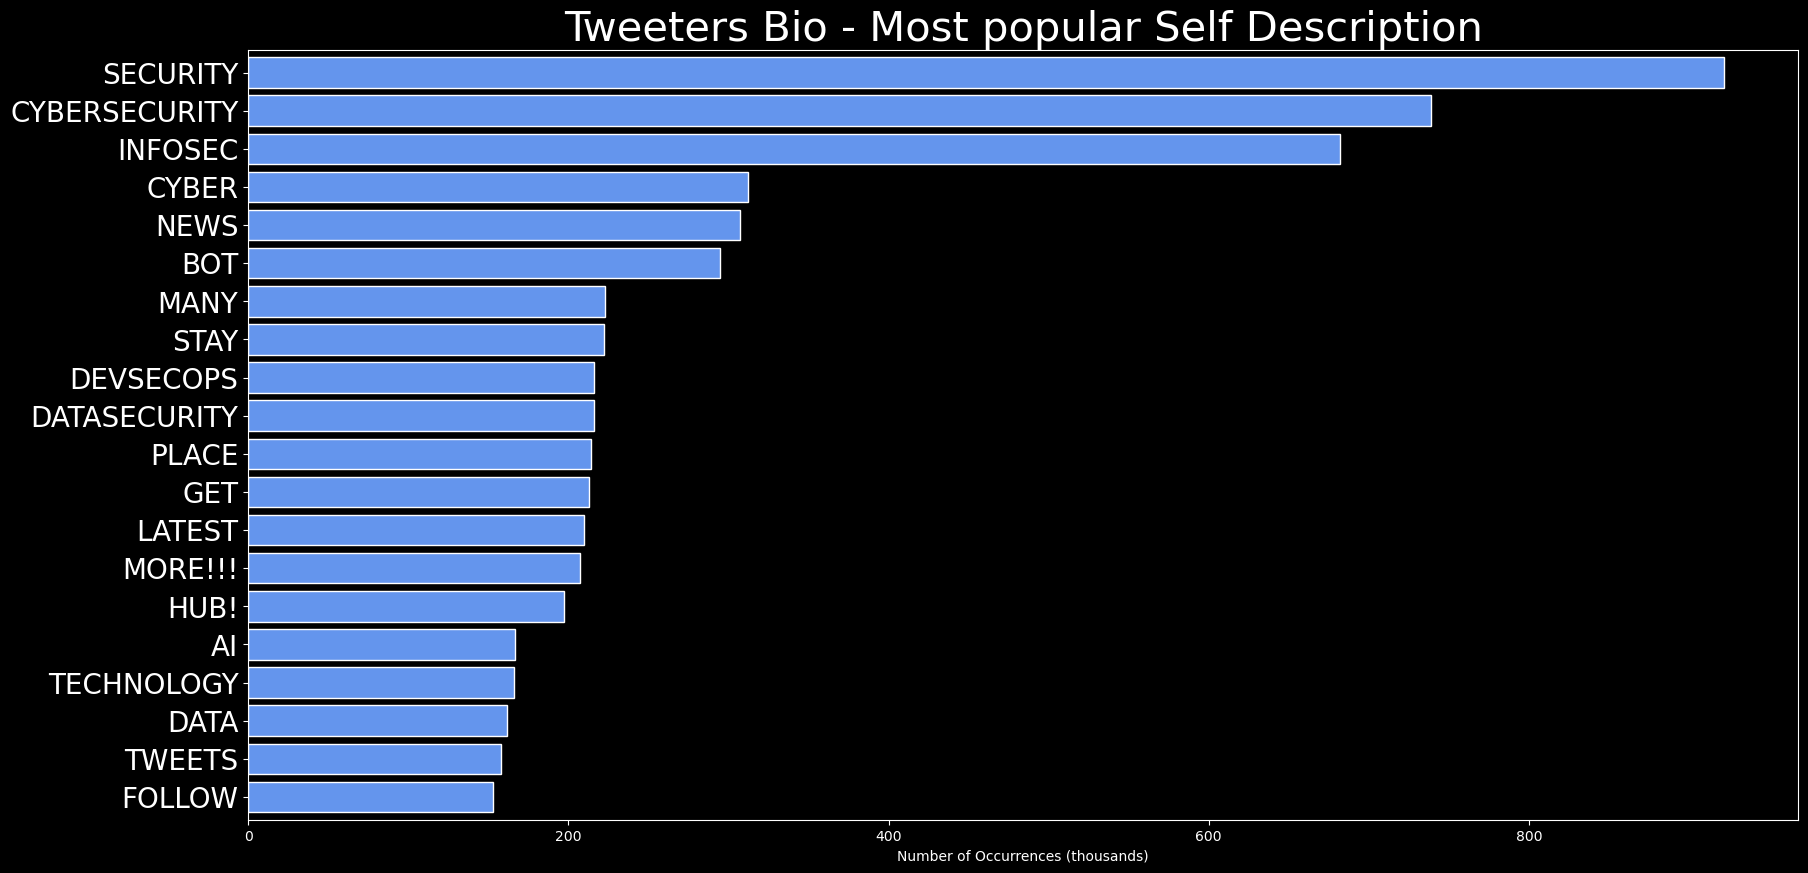 Tweeters Bio - Most popular Self Description
SECURITY
CYBERSECURITY
INFOSEC
CYBER
NEWS
BOT
MANY
STAY
DEVSECOPS
DATASECURITY
PLACE
GET
LATEST
MORE!!!
HUB!
AI
TECHNOLOGY
DATA
TWEETS
FOLLOW
0 200 400 600 800
Number of Occurrences (thousands)